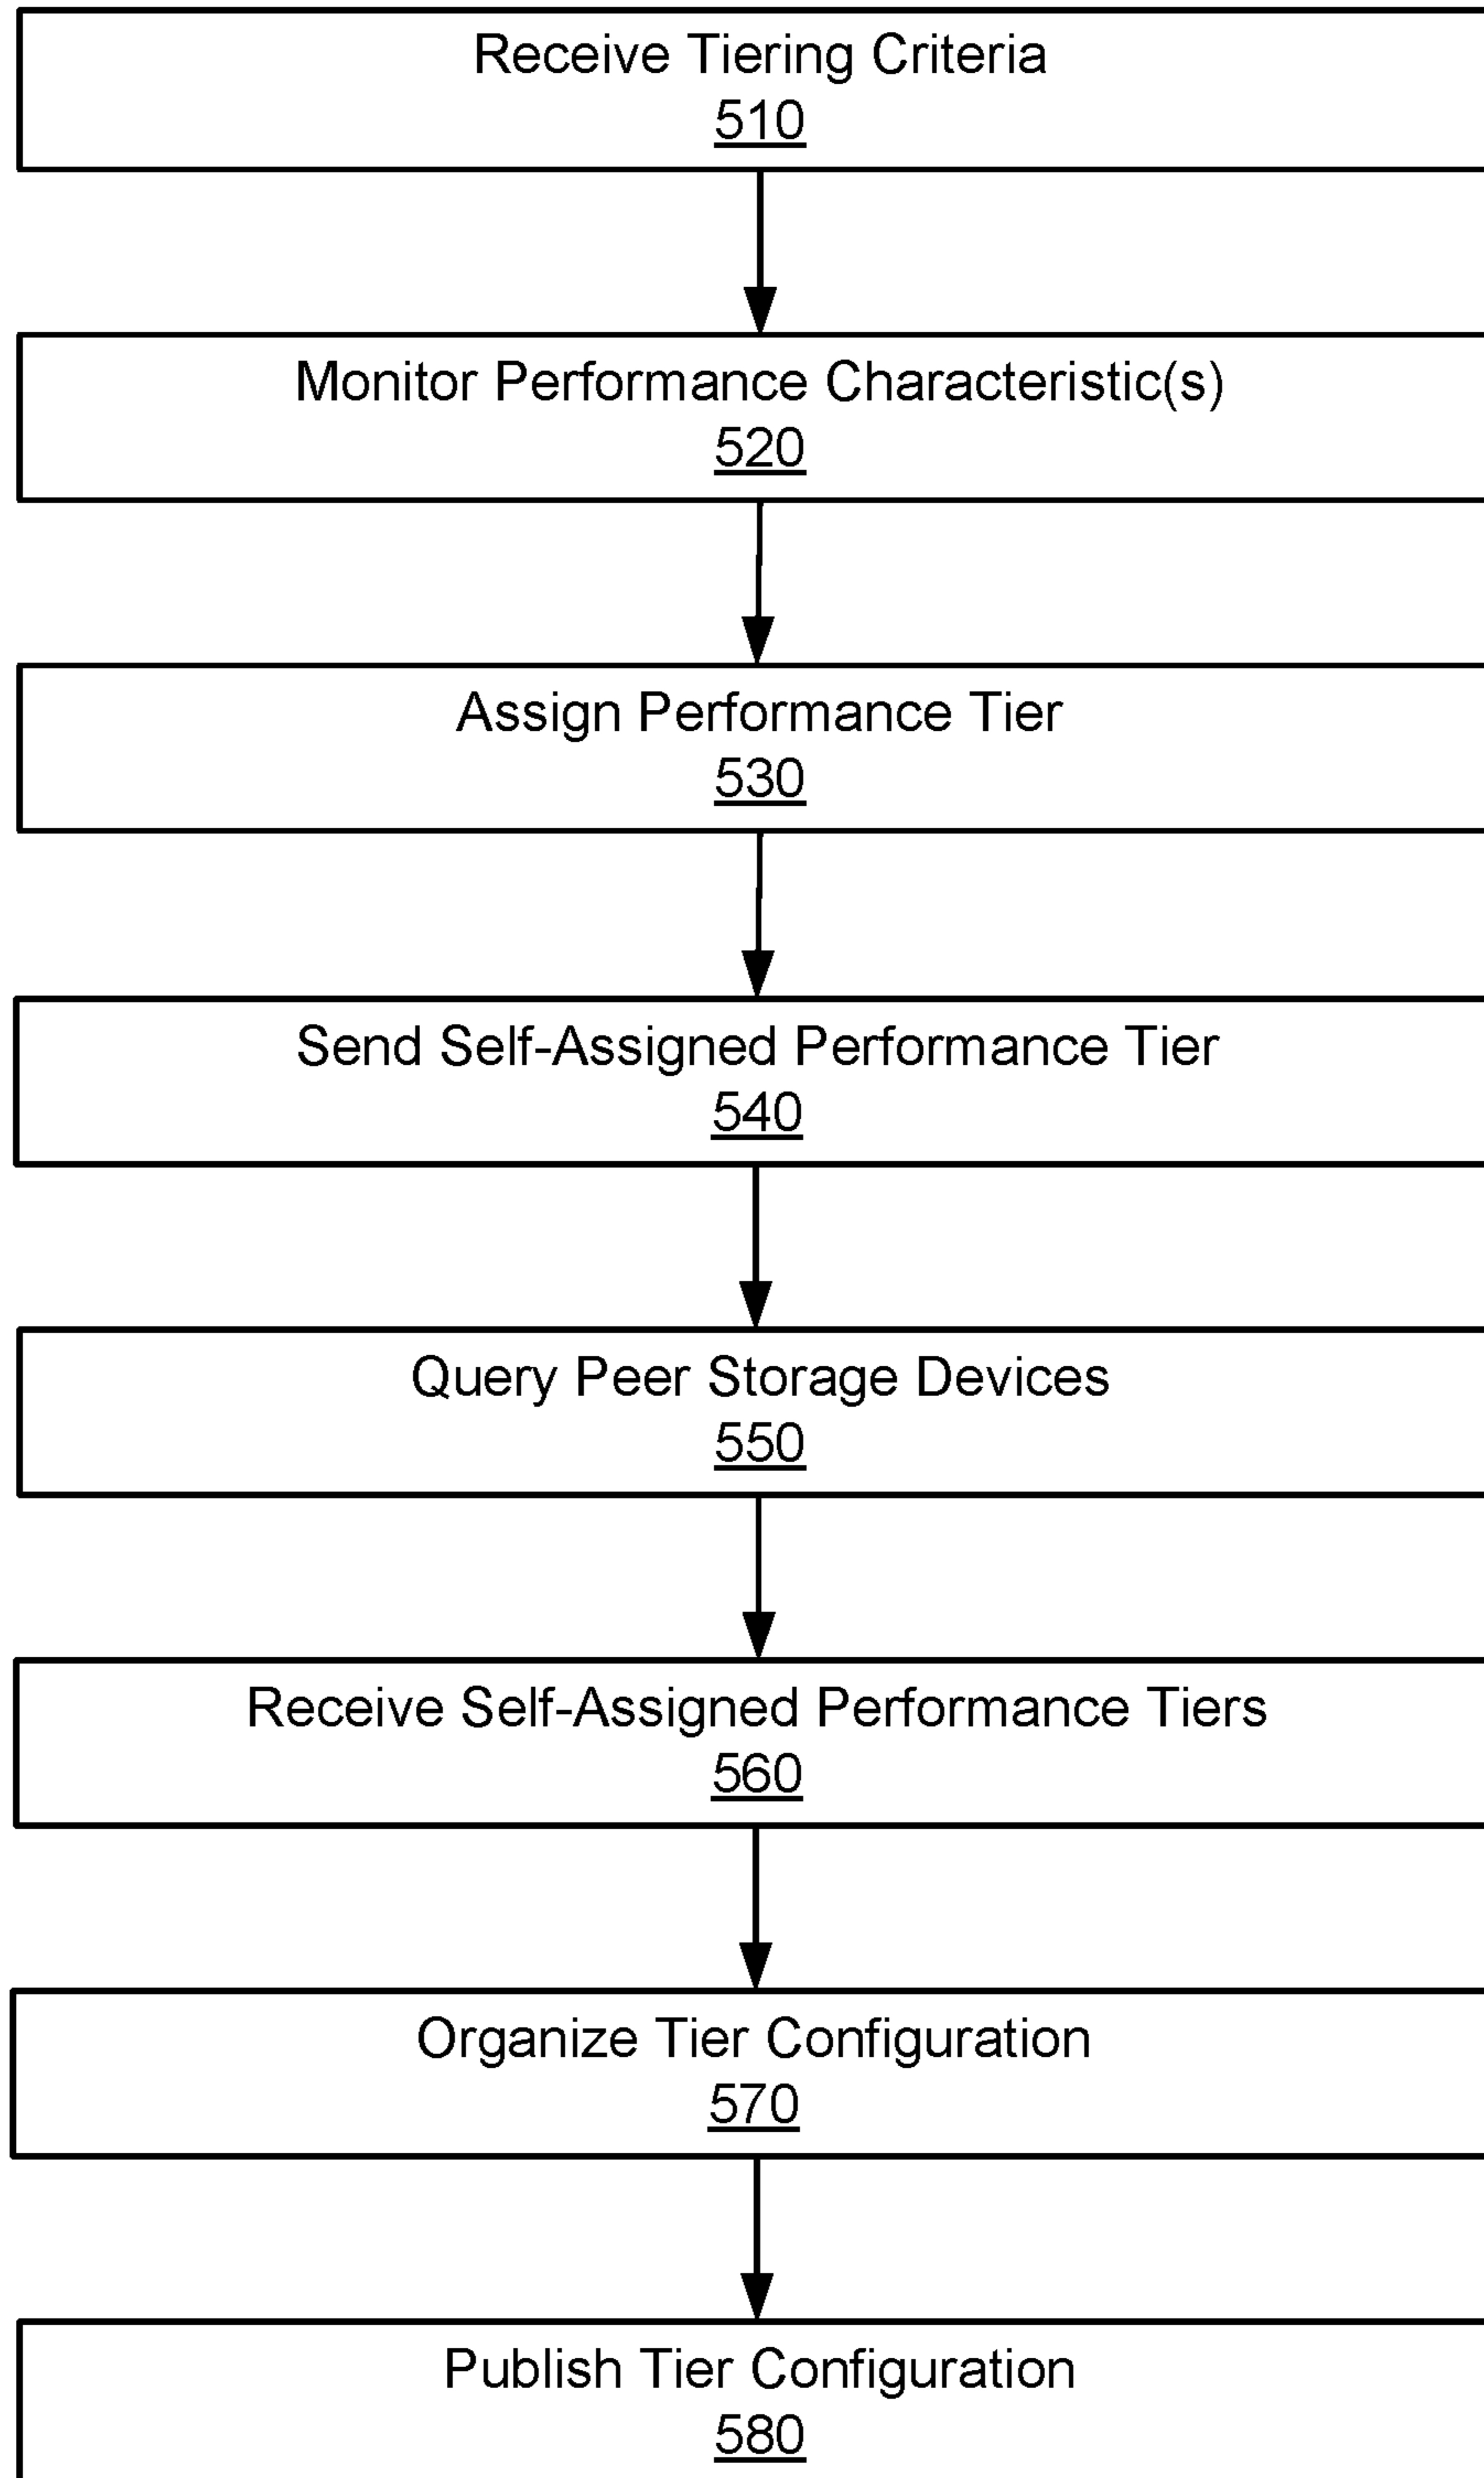 Receive Tiering Criteria
510
Monitor Performance Characteristic(s)
520
Assign Performance Tier
530
Send Self-Assigned Performance Tier
540
Query Peer Storage Devices
550
Receive Self-Assigned Performance Tiers
560
Organize Tier Configuration
570
Publish Tier Configuration
580